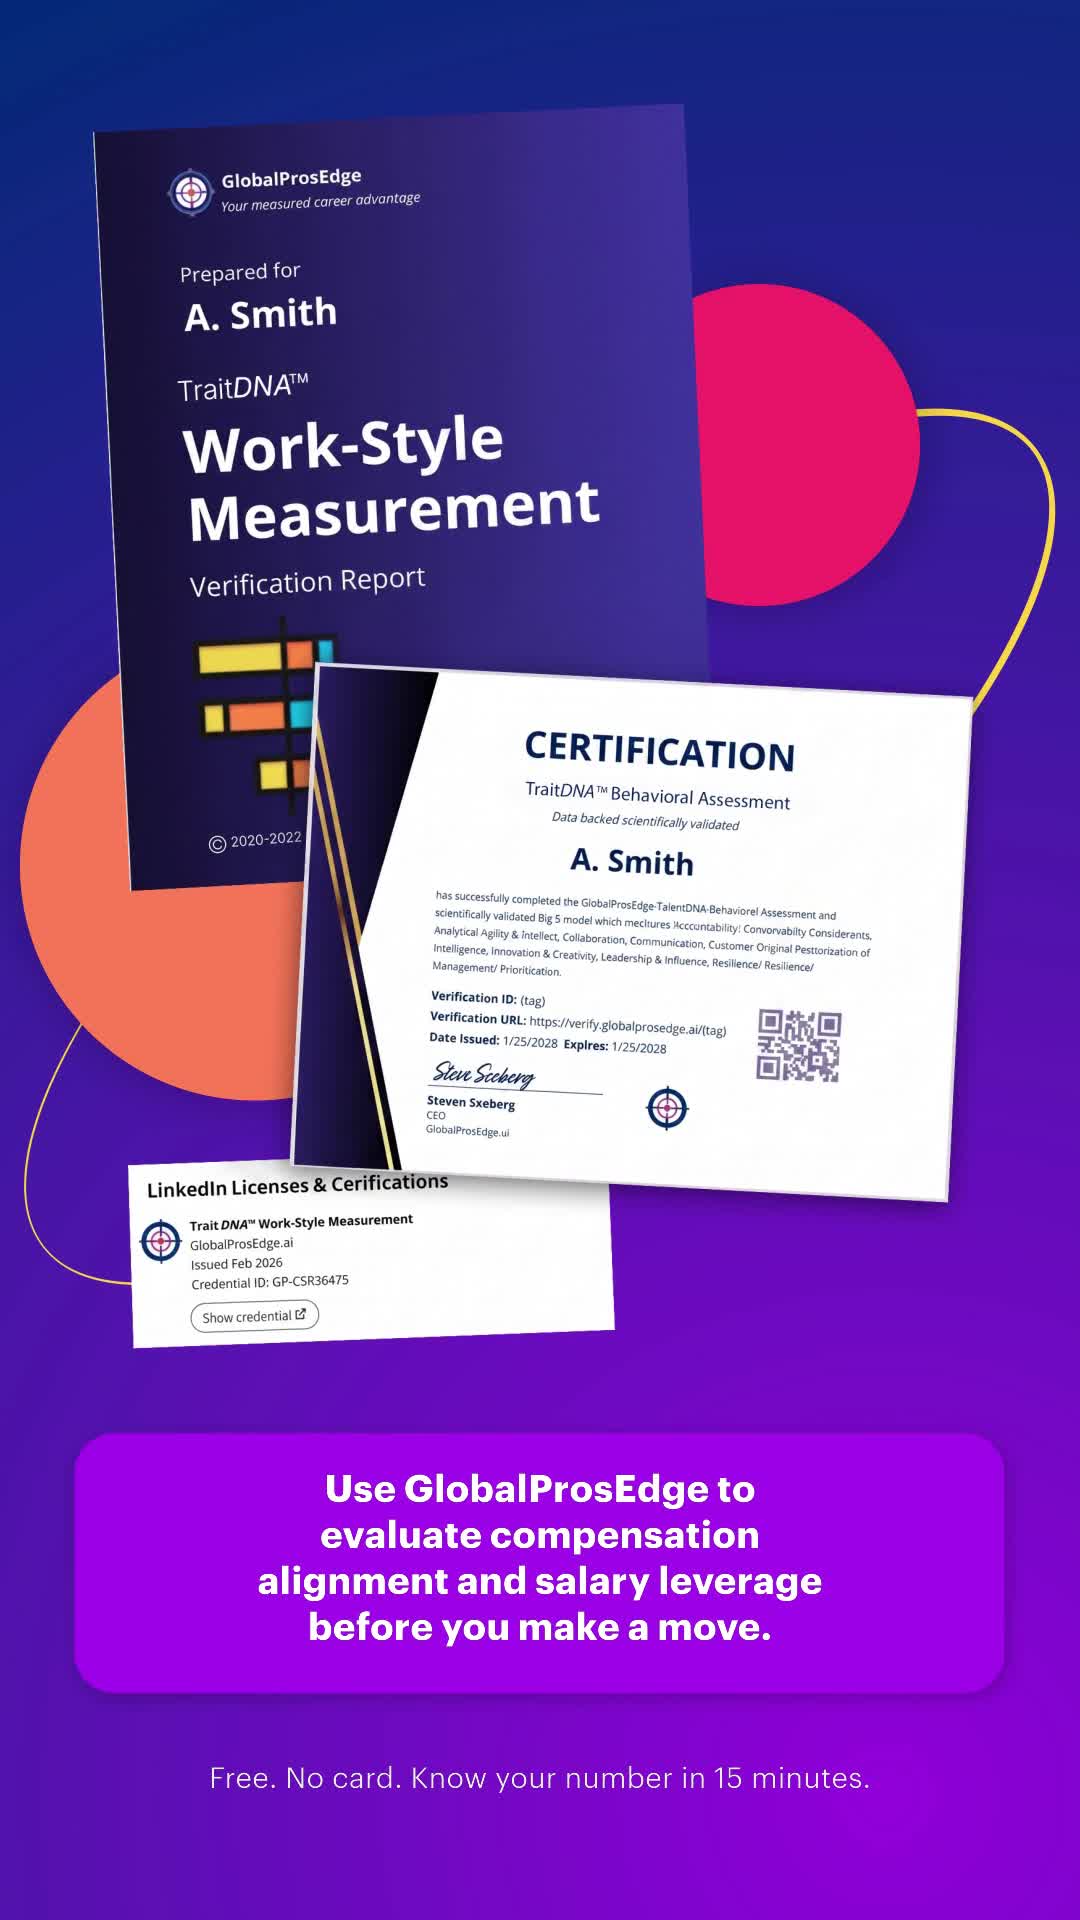 GlobalProsEdge
Your measured career advantage
Prepared for
A. Smith
TraitDNA™
Work-Style
Measurement
Verification Report
© 2020-2022
CERTIFICATION
TraitDNA™ Behavioral Assessment
Data backed scientifically validated
A. Smith
has successfully completed the GlobalProsEdge-TalentDNA-Behaviorel Assessment and
scientifically validated Big 5 model which Convorvabilty Considerants,
Analytical Agility & Intellect, Collaboration, Communication, Customer Original Pesttorization of
Intelligence, Innovation & Creativity, Leadership & Influence, Resilience/ Resilience/
Management/ Prioritication.
Verification ID: (tag)
Verification URL: https://verify.globalprosedge.ai/(tag)
Date Issued: 1/25/2028 Explres: 1/25/2028
Steve Sceberg
Steven Sxeberg
CEO
GlobalProsEdge.ui
LinkedIn Licenses & Cerifications
TraitDNA™ Work-Style Measurement
GlobalProsEdge.ai
Issued Feb 2026
Credential ID: GP-CSR36475
Show credential
Use GlobalProsEdge to
evaluate compensation
alignment and salary leverage
before you make a move.
Free. No card. Know your number in 15 minutes.